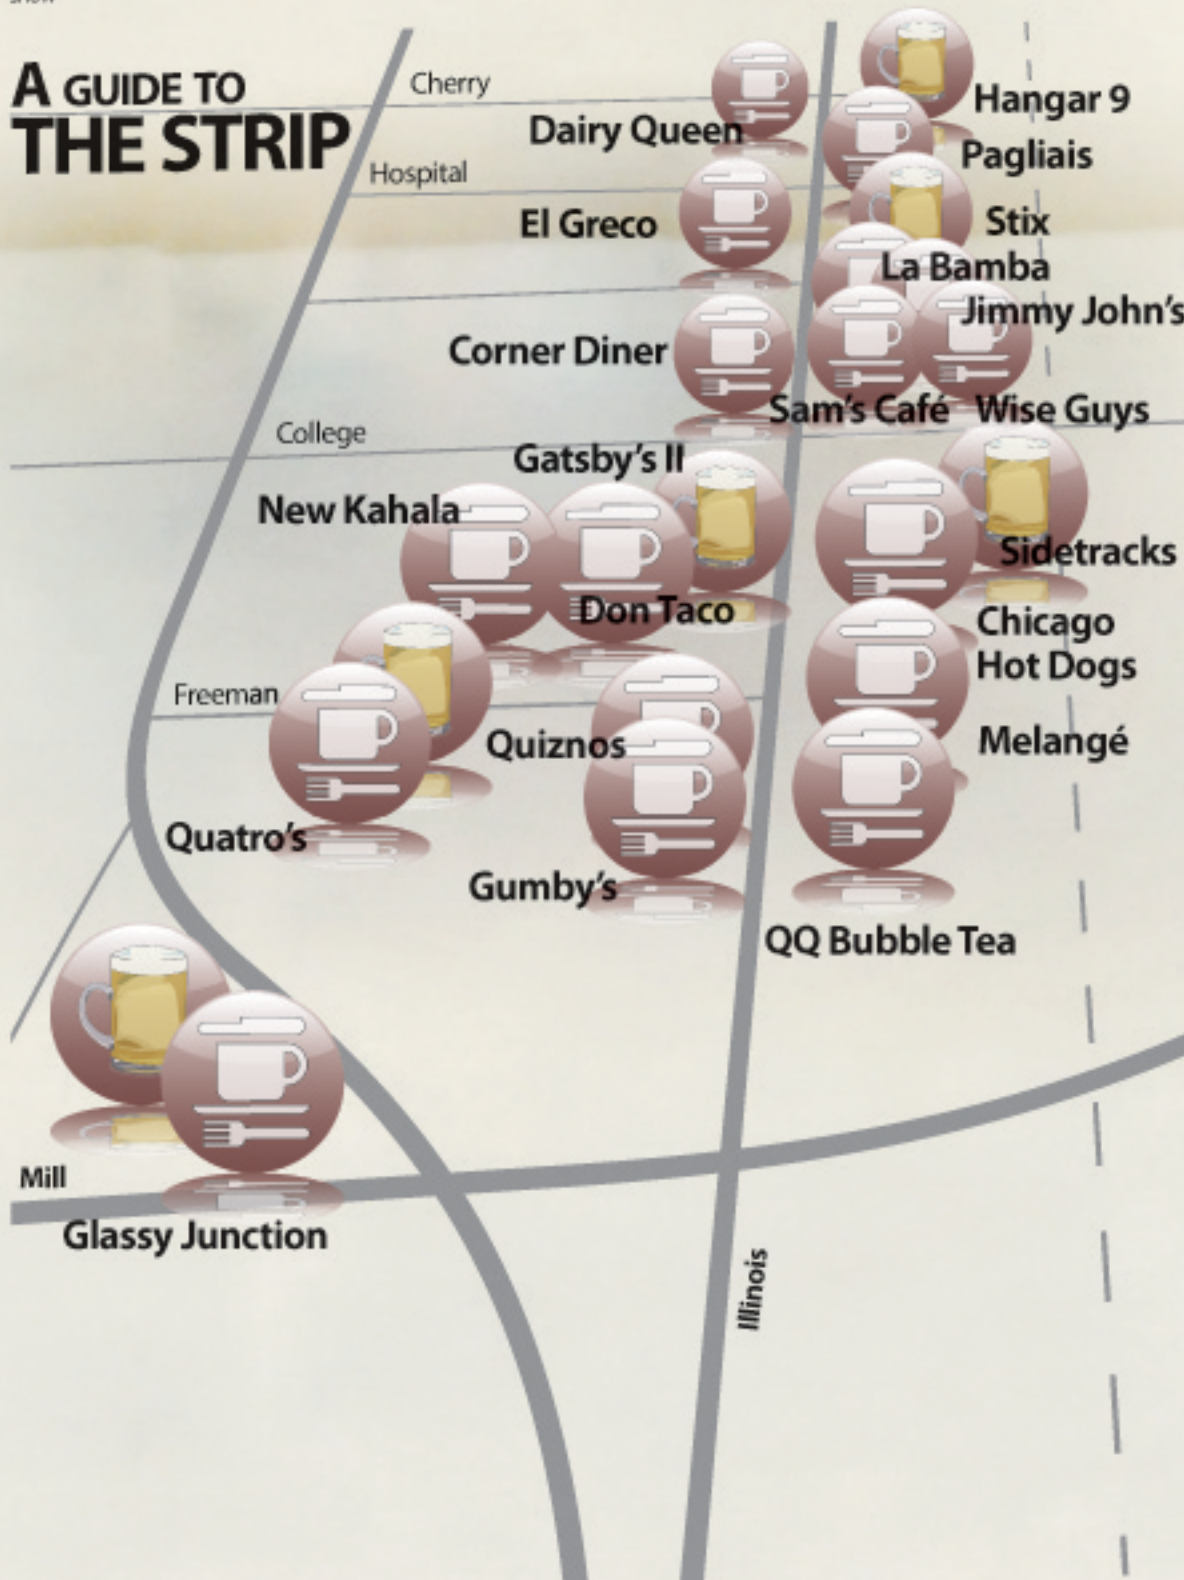 A GUIDE TO
THE STRIP
Cherry
Hangar 9
Dairy Queen
Pagliais
Hospital
El Greco
Stix
La Bamba
Jimmy John's
Corner Diner
Sam's Café
Wise Guys
College
Gatsby's II
New Kahala
Sidetracks
Don Taco
Chicago
Hot Dogs
Freeman
Quiznos
Melangé
Quatro's
Gumby's
QQ Bubble Tea
Mill
Glassy Junction
Illinois